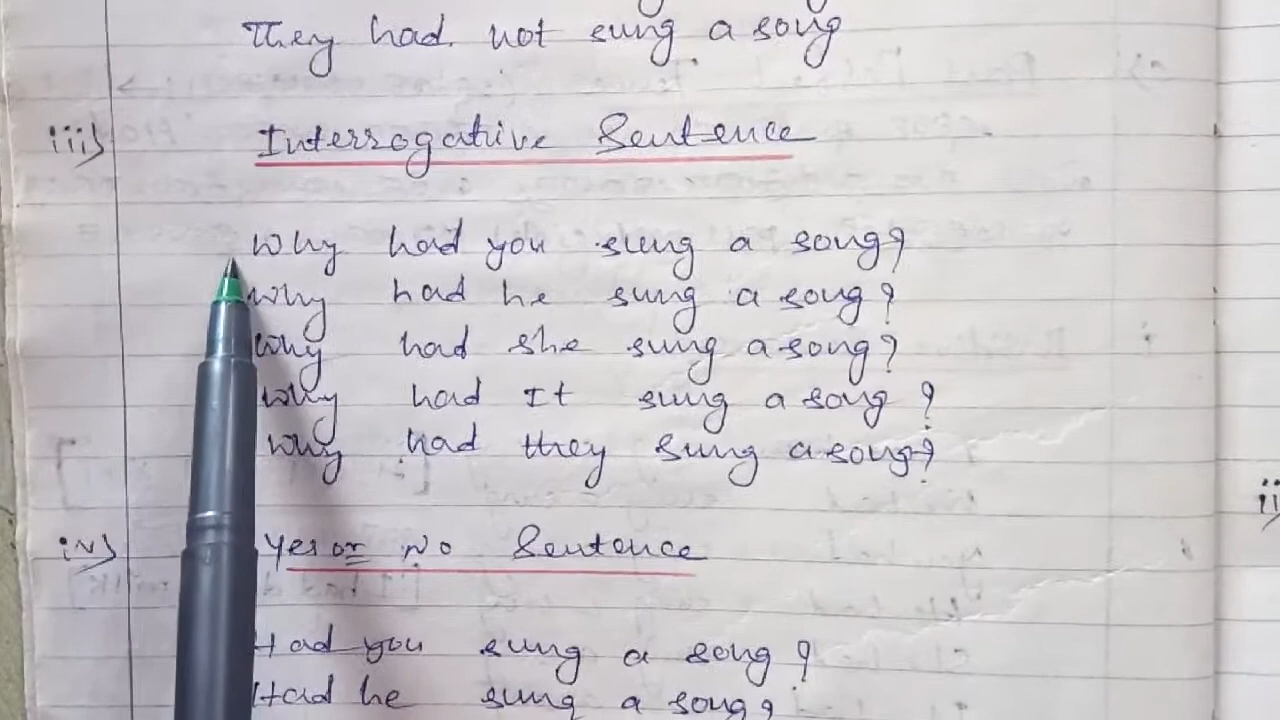 They had not sung a song
iii) Interrogative Sentence
Why had you sung a song?
Why had he sung a song?
Why had she sung a song?
Why had It sung a song?
Why had they sung a song?
iv) Yes or No Sentence
Had you sung a song?
Had he sung a song?
ii